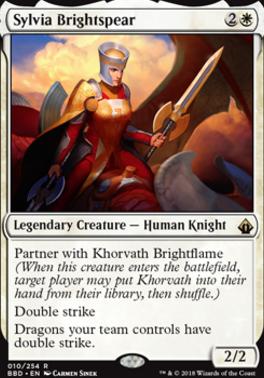 Sylvia Brightspear 2
Legendary Creature — Human Knight
Partner with Khorvath Brightflame
(When this creature enters the battlefield,
target player may put Khorvath into their
hand from their library, then shuffle.)
Double strike
Dragons your team controls have
double strike.
2/2
010/254 R
BBD • EN Carmen Sinek
™ & © 2018 Wizards of the Coast